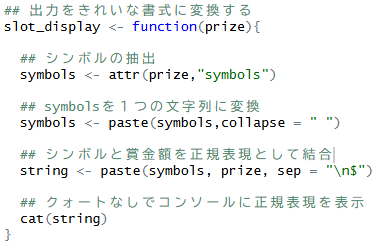 ## 出力をきれいな書式に変換する
slot_display <- function(prize){
## シンボルの抽出
symbols <- attr(prize,"symbols")
## symbolsを１つの文字列に変換
symbols <- paste(symbols,collapse = " ")
## シンボルと賞金額を正規表現として結合
string <- paste(symbols, prize, sep = "\n$")
## クォートなしでコンソールに正規表現を表示
cat(string)
}